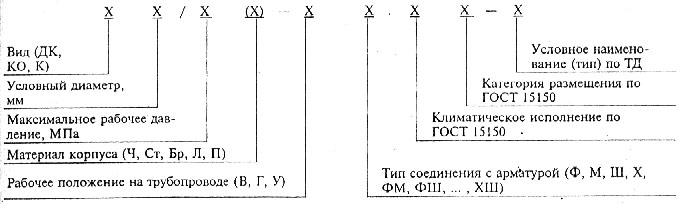 X X / X (X) – X X . X X – X
Вид (ДК,
КО, К)
Условный диаметр,
мм
Максимальное рабочее дав-
ление, МПа
Материал корпуса (Ч, Ст, Бр, Л, П)
Рабочее положение на трубопроводе (В, Г, У)
Условное наимено-
вание (тип) по ТД
Категория размещения по
ГОСТ 15150
Климатическое исполнение по
ГОСТ 15150
Тип соединения с арматурой (Ф, М, Ш, Х,
ФМ, ФШ, ... , ХШ)